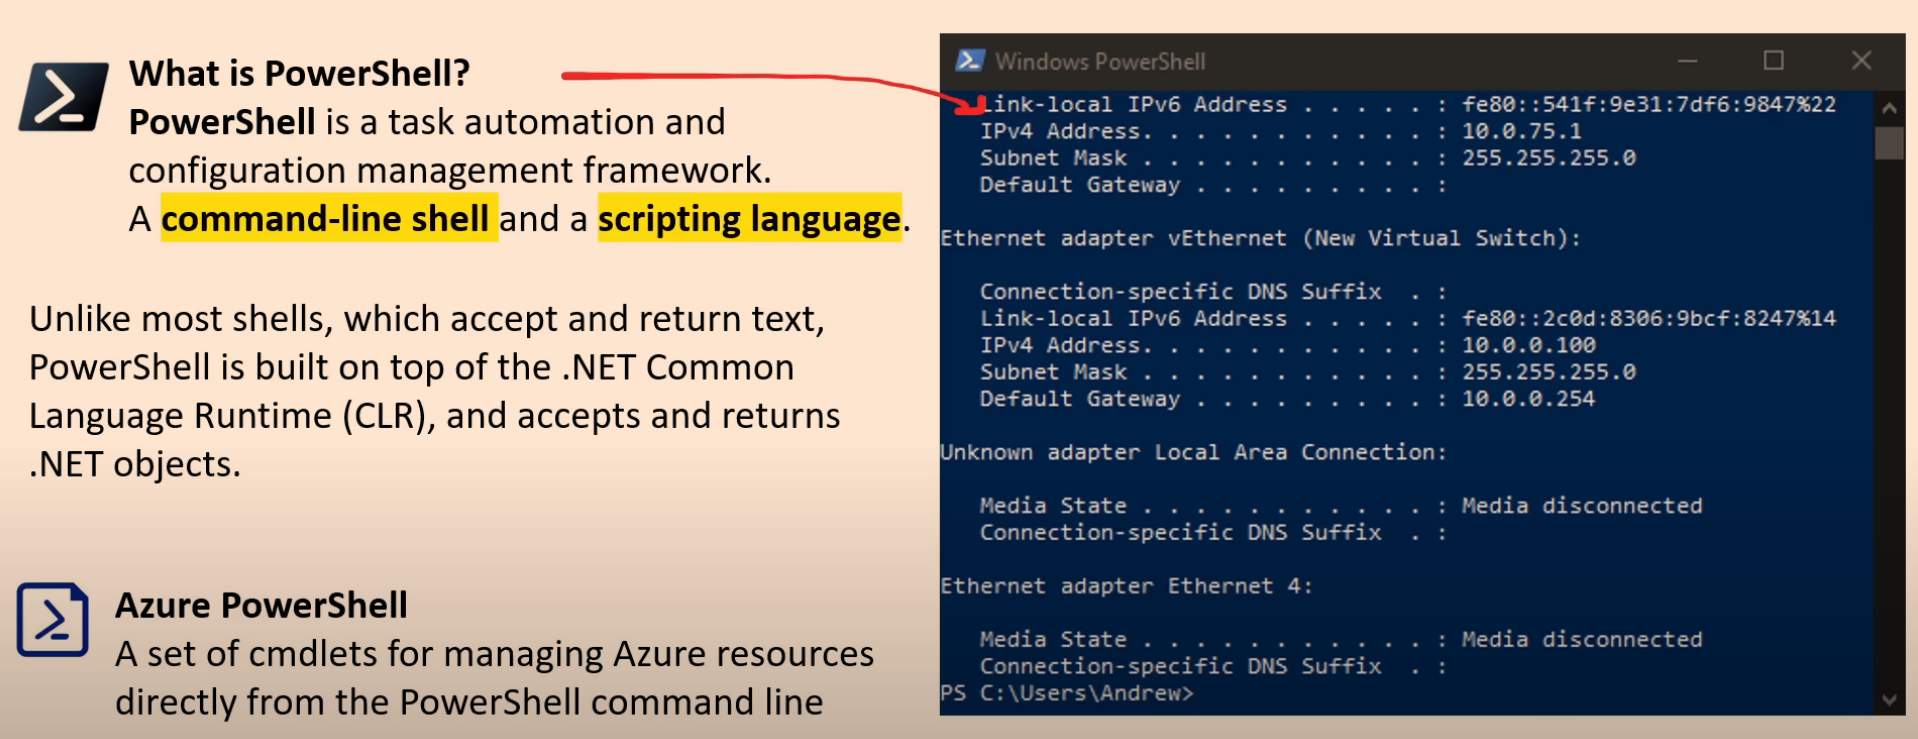 What is PowerShell?
PowerShell is a task automation and
configuration management framework.
A command-line shell and a scripting language.
Unlike most shells, which accept and return text,
PowerShell is built on top of the .NET Common
Language Runtime (CLR), and accepts and returns
.NET objects.
Azure PowerShell
A set of cmdlets for managing Azure resources
directly from the PowerShell command line
Windows PowerShell
Link-local IPv6 Address . . . . . : fe80::541f:9e31:7df6:9847%22
IPv4 Address. . . . . . . . . . . : 10.0.75.1
Subnet Mask . . . . . . . . . . . : 255.255.255.0
Default Gateway . . . . . . . . . :
Ethernet adapter vEthernet (New Virtual Switch):
Connection-specific DNS Suffix  . :
Link-local IPv6 Address . . . . . : fe80::2c0d:8306:9bcf:8247%14
IPv4 Address. . . . . . . . . . . : 10.0.0.100
Subnet Mask . . . . . . . . . . . : 255.255.255.0
Default Gateway . . . . . . . . . : 10.0.0.254
Unknown adapter Local Area Connection:
Media State . . . . . . . . . . . : Media disconnected
Connection-specific DNS Suffix  . :
Ethernet adapter Ethernet 4:
Media State . . . . . . . . . . . : Media disconnected
Connection-specific DNS Suffix  . :
PS C:\Users\Andrew>